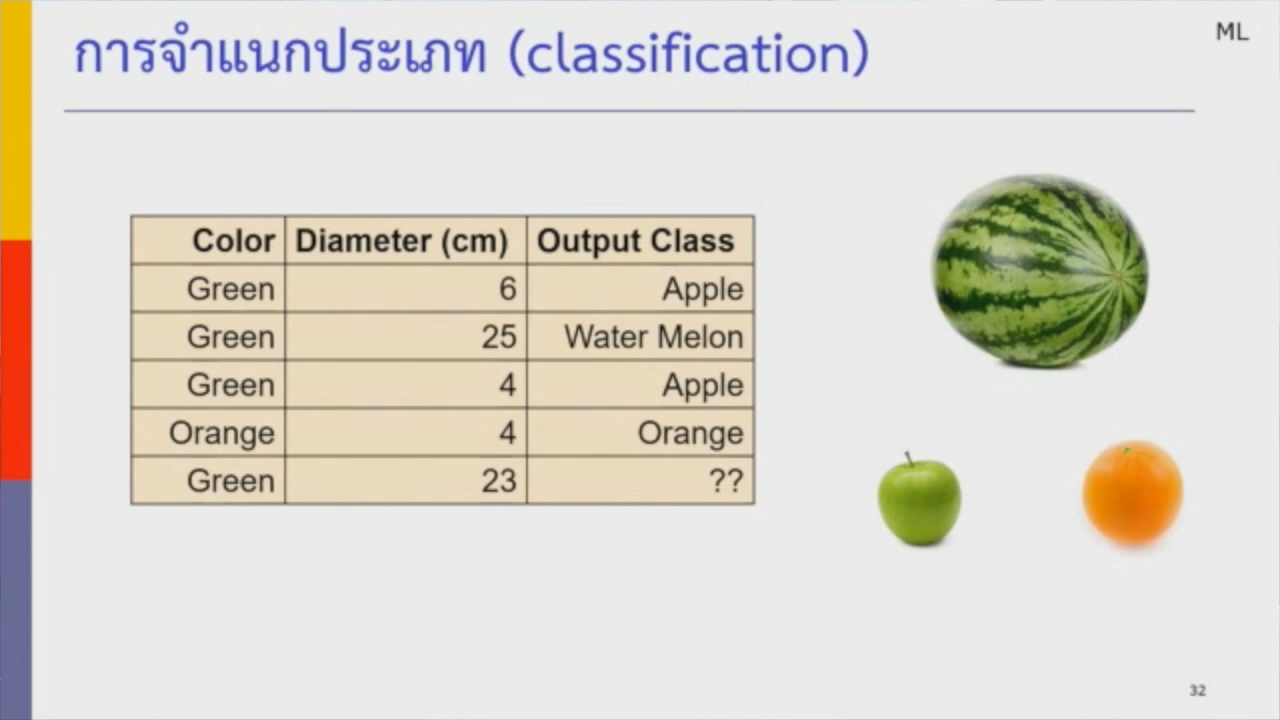 การจำแนกประเภท (classification)
ML
Color Diameter (cm) Output Class
Green 6 Apple
Green 25 Water Melon
Green 4 Apple
Orange 4 Orange
Green 23 ??
32